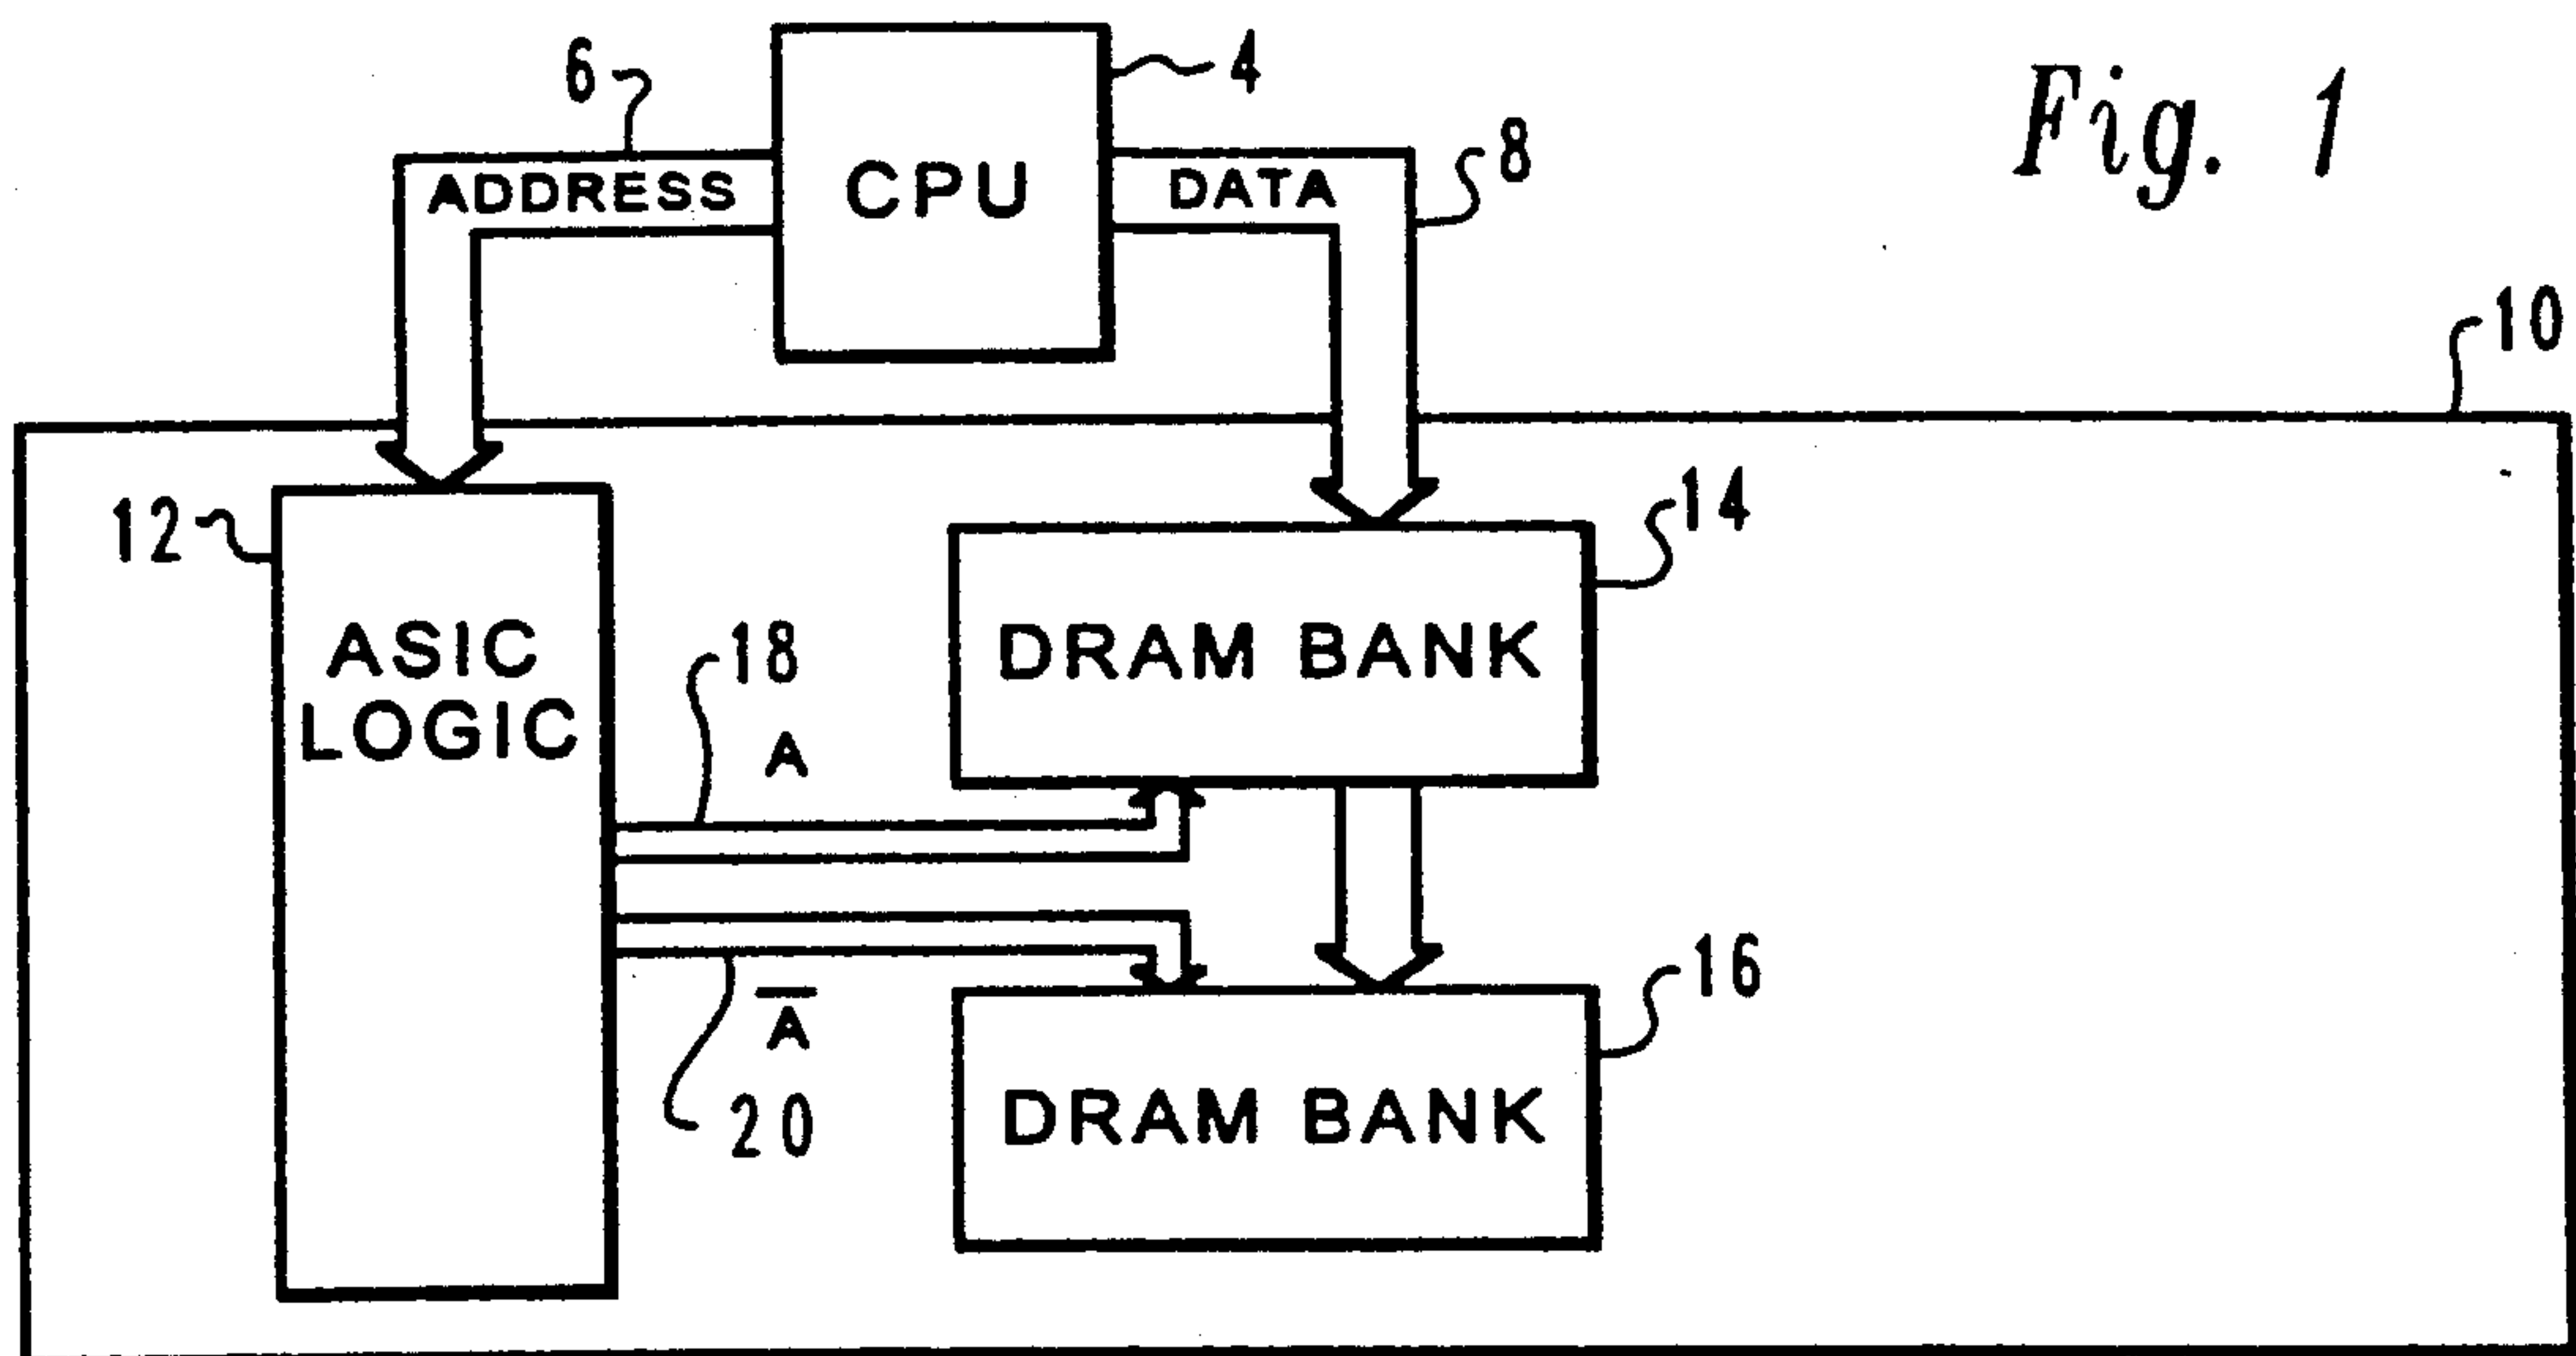 Fig. 1
6
4
ADDRESS
CPU
DATA
8
10
12
14
ASIC
LOGIC
DRAM BANK
18
A
16
A̅
20
DRAM BANK